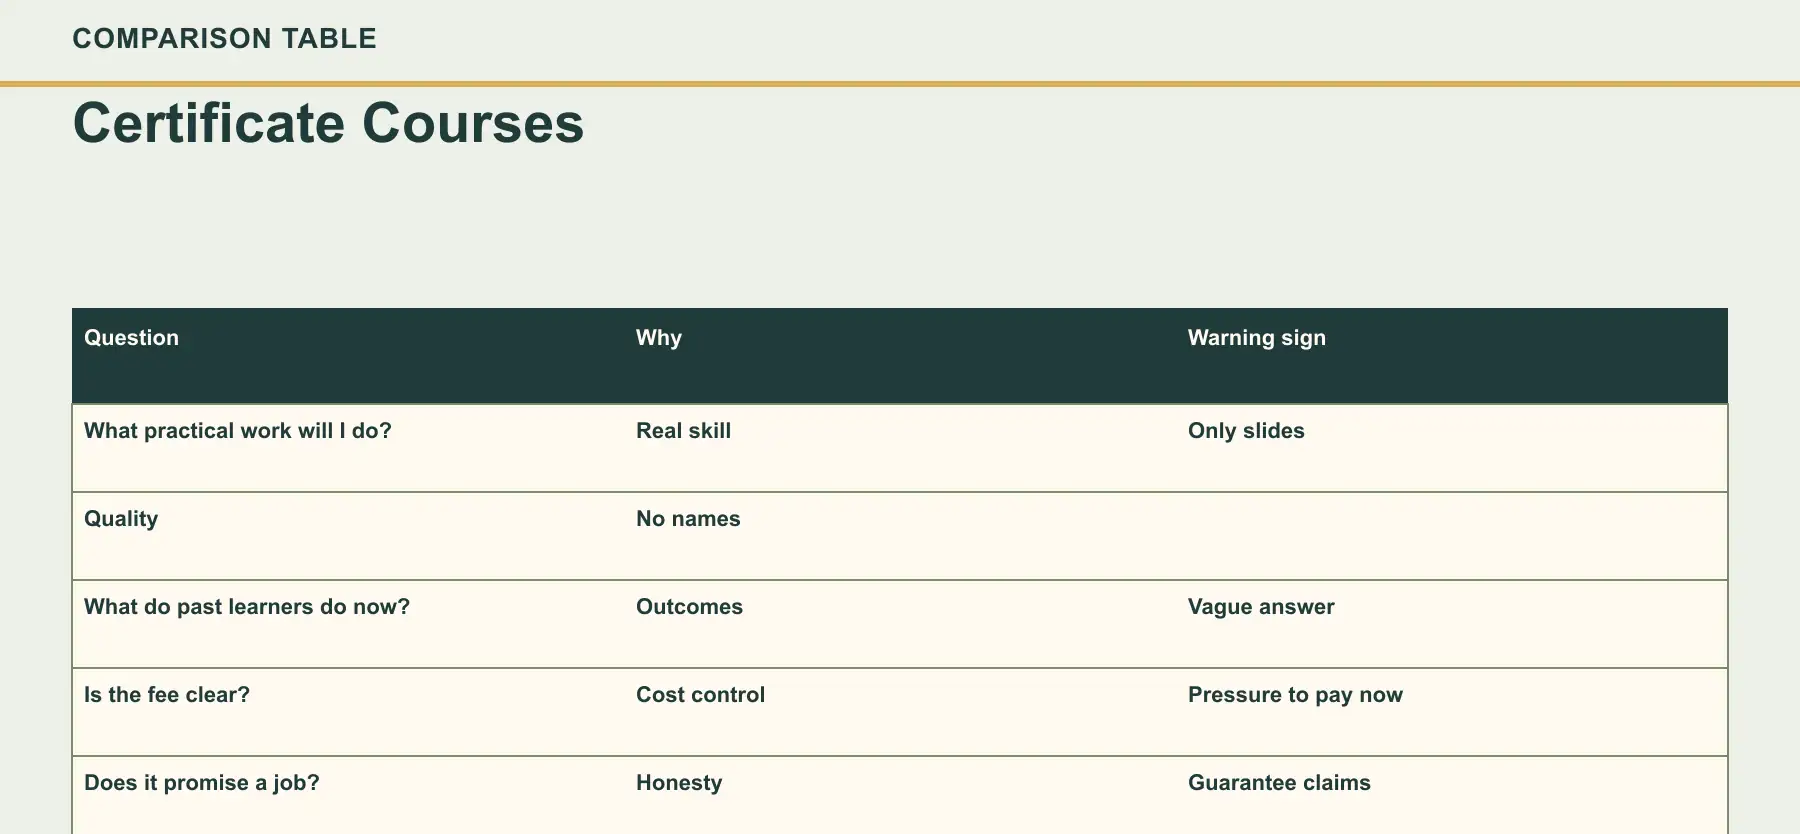 COMPARISON TABLE
Certificate Courses
Question Why Warning sign
What practical work will I do? Real skill Only slides
Quality No names
What do past learners do now? Outcomes Vague answer
Is the fee clear? Cost control Pressure to pay now
Does it promise a job? Honesty Guarantee claims